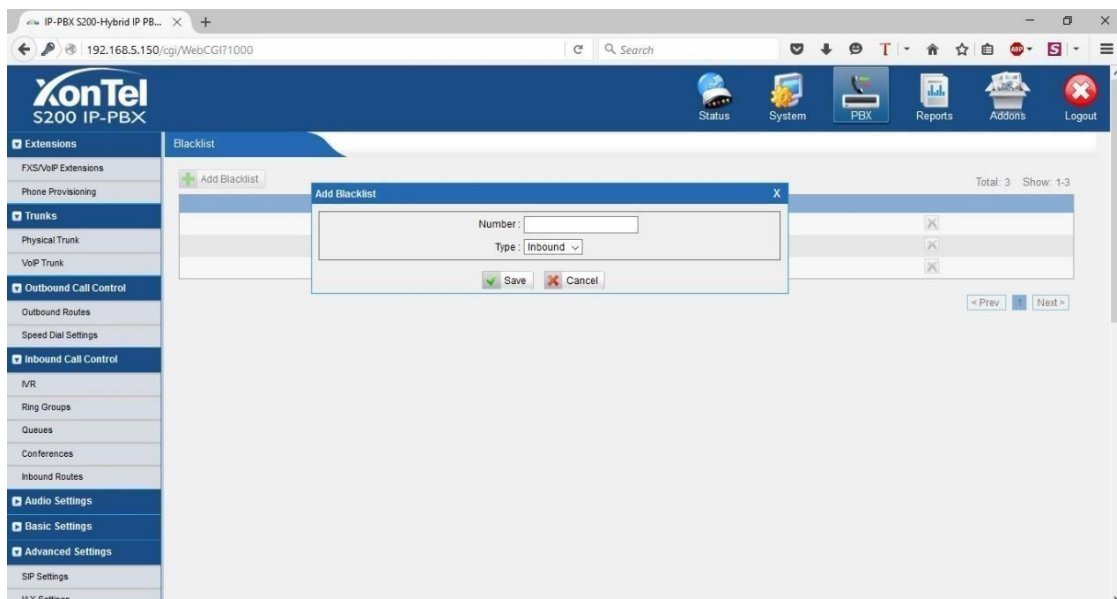 IP-PBX S200-Hybrid IP PB...
192.168.5.150/cgi/WebCGI?1000
Search
ABP
XonTel
S200 IP-PBX
Status
System
PBX
Reports
Addons
Logout
Extensions
FXS/VoIP Extensions
Phone Provisioning
Trunks
Physical Trunk
VoIP Trunk
Outbound Call Control
Outbound Routes
Speed Dial Settings
Inbound Call Control
IVR
Ring Groups
Queues
Conferences
Inbound Routes
Audio Settings
Basic Settings
Advanced Settings
SIP Settings
IAX Settings
Blacklist
Add Blacklist
Total: 3 Show: 1-3
Add Blacklist X
Number:
Type: Inbound
Save Cancel
< Prev 1 Next >